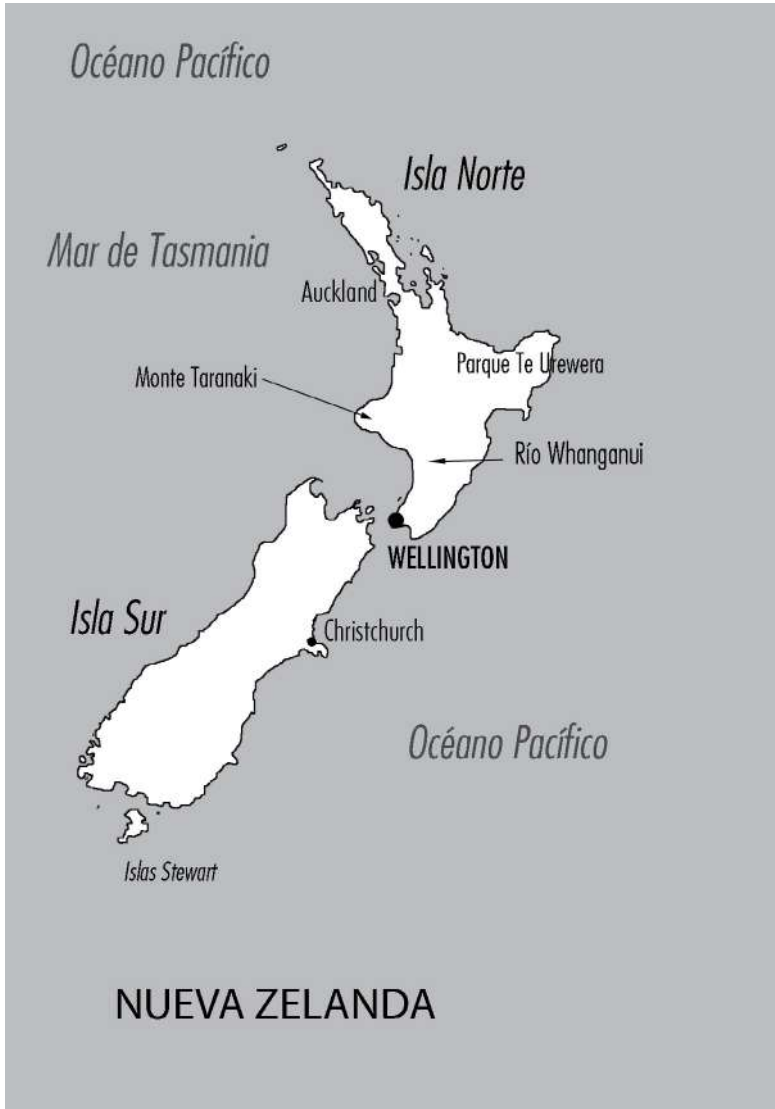 Océano Pacífico
Isla Norte
Mar de Tasmania
Auckland
Parque Te Urewera
Monte Taranaki
Río Whanganui
WELLINGTON
Isla Sur
Christchurch
Océano Pacífico
Islas Stewart
NUEVA ZELANDA